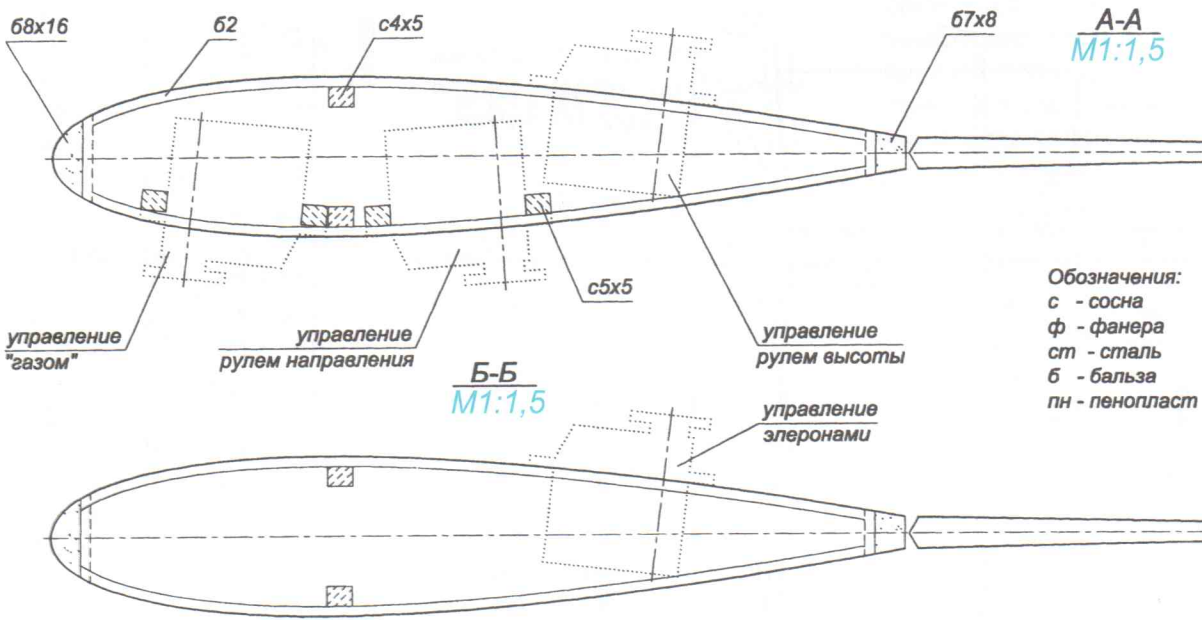 б8х16
б2
с4х5
б7х8
А-А
М1:1,5
с5х5
управление
"газом"
управление
рулем направления
управление
рулем высоты
Обозначения:
с - сосна
ф - фанера
ст - сталь
б - бальза
пн - пенопласт
Б-Б
М1:1,5
управление
элеронами